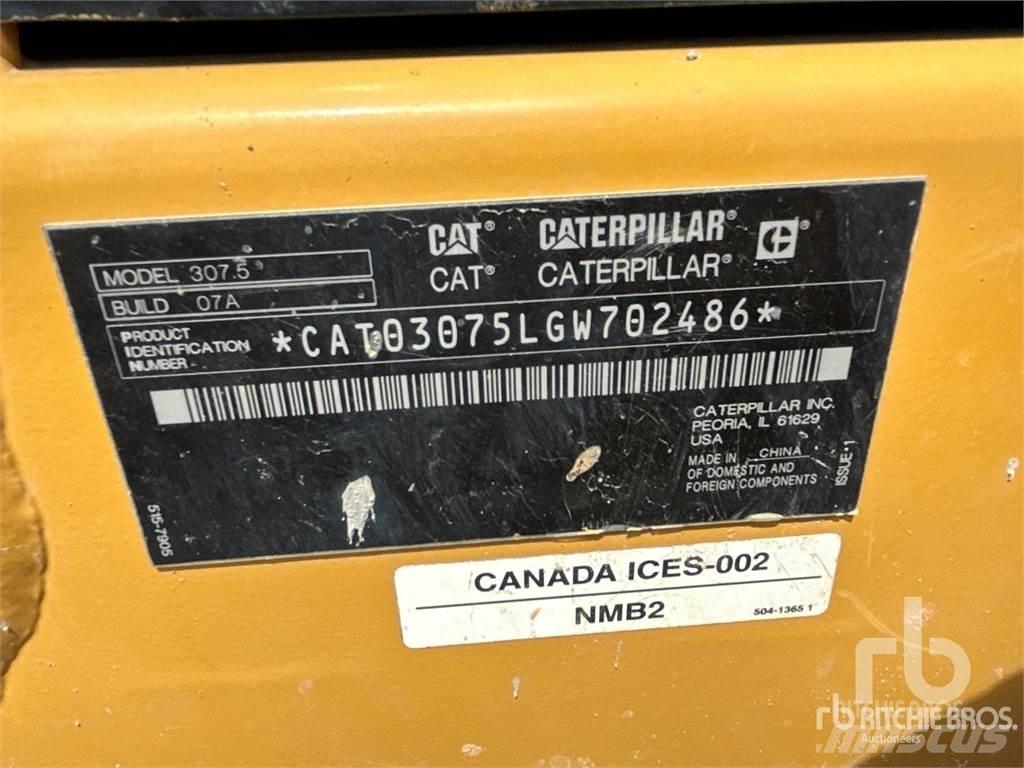 CAT® CATERPILLAR® ®
CAT® CATERPILLAR®
MODEL 307.5
BUILD 07A
PRODUCT
IDENTIFICATION
NUMBER
*CAT03075LGW702486*
CATERPILLAR INC.
PEORIA, IL 61629
USA
MADE IN CHINA
OF DOMESTIC AND
FOREIGN COMPONENTS
ISSUE-1
515-7905
CANADA ICES-002
NMB2
504-1365 1
rb
rb RITCHIE BROS.
Auctioneers